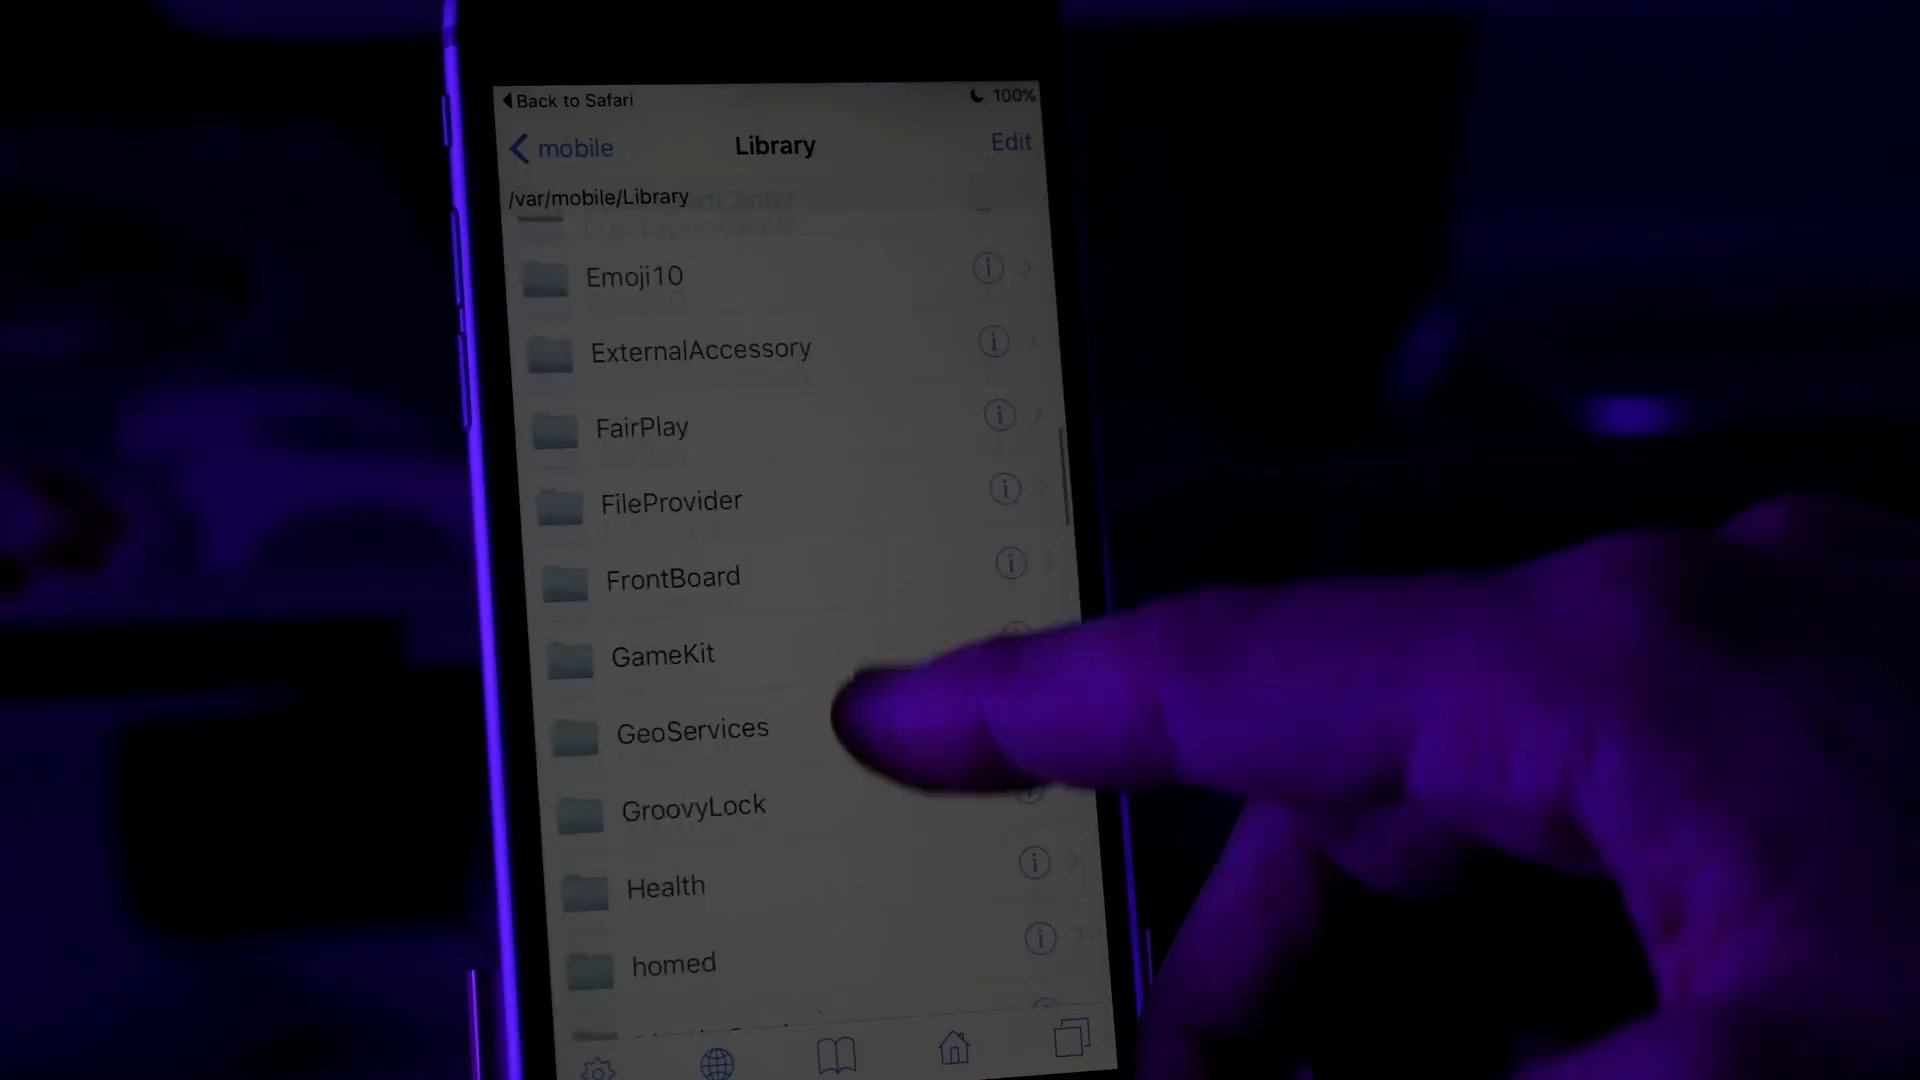 Back to Safari
100%
mobile
Library
Edit
/var/mobile/Library
Emoji10
ExternalAccessory
FairPlay
FileProvider
FrontBoard
GameKit
GeoServices
GroovyLock
Health
homed